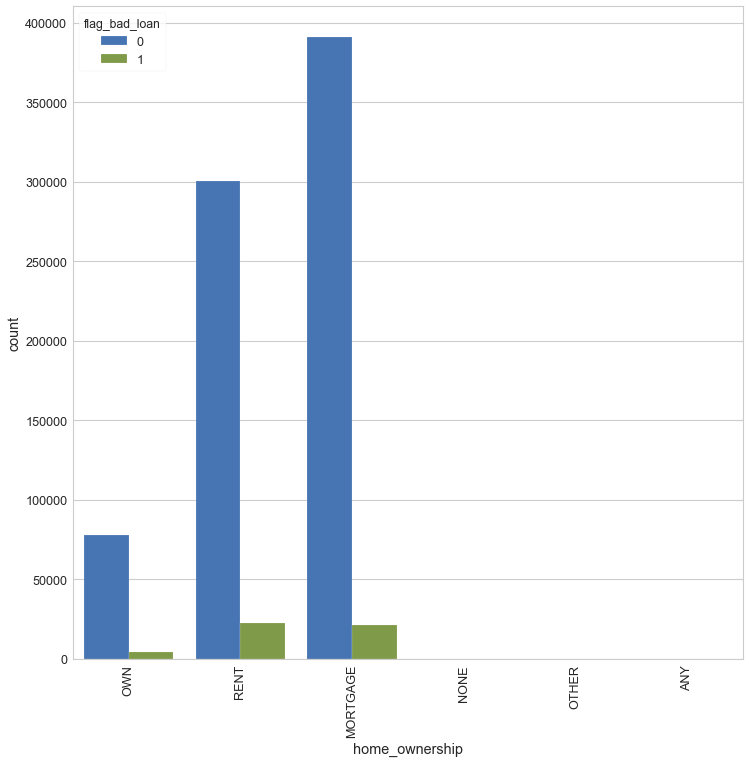 flag_bad_loan
0
1
400000
350000
300000
250000
200000
150000
100000
50000
0
count
OWN
RENT
MORTGAGE
NONE
OTHER
ANY
home_ownership